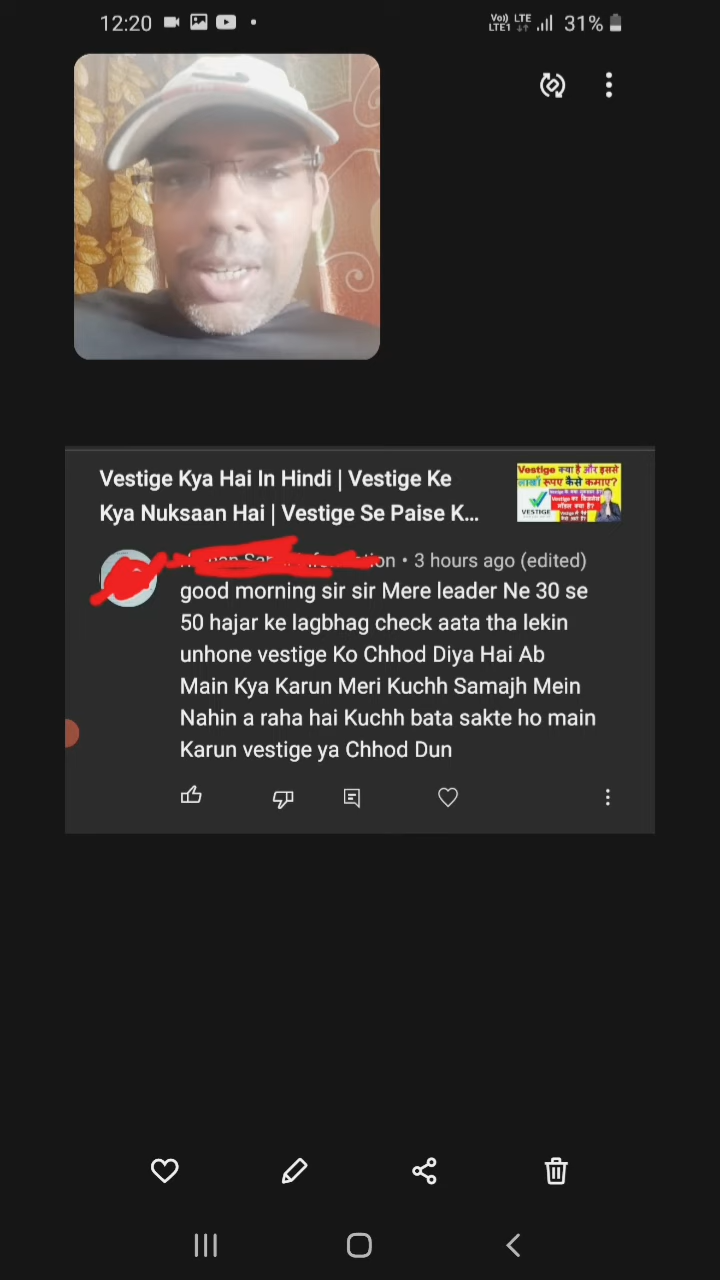 12:20
Vo)) LTE
LTE1
31%
Vestige Kya Hai In Hindi | Vestige Ke
Kya Nuksaan Hai | Vestige Se Paise K...
Vestige क्या है और इससे
लाखों रूपए कैसे कमाए?
VESTIGE
3 hours ago (edited)
good morning sir sir Mere leader Ne 30 se
50 hajar ke lagbhag check aata tha lekin
unhone vestige Ko Chhod Diya Hai Ab
Main Kya Karun Meri Kuchh Samajh Mein
Nahin a raha hai Kuchh bata sakte ho main
Karun vestige ya Chhod Dun